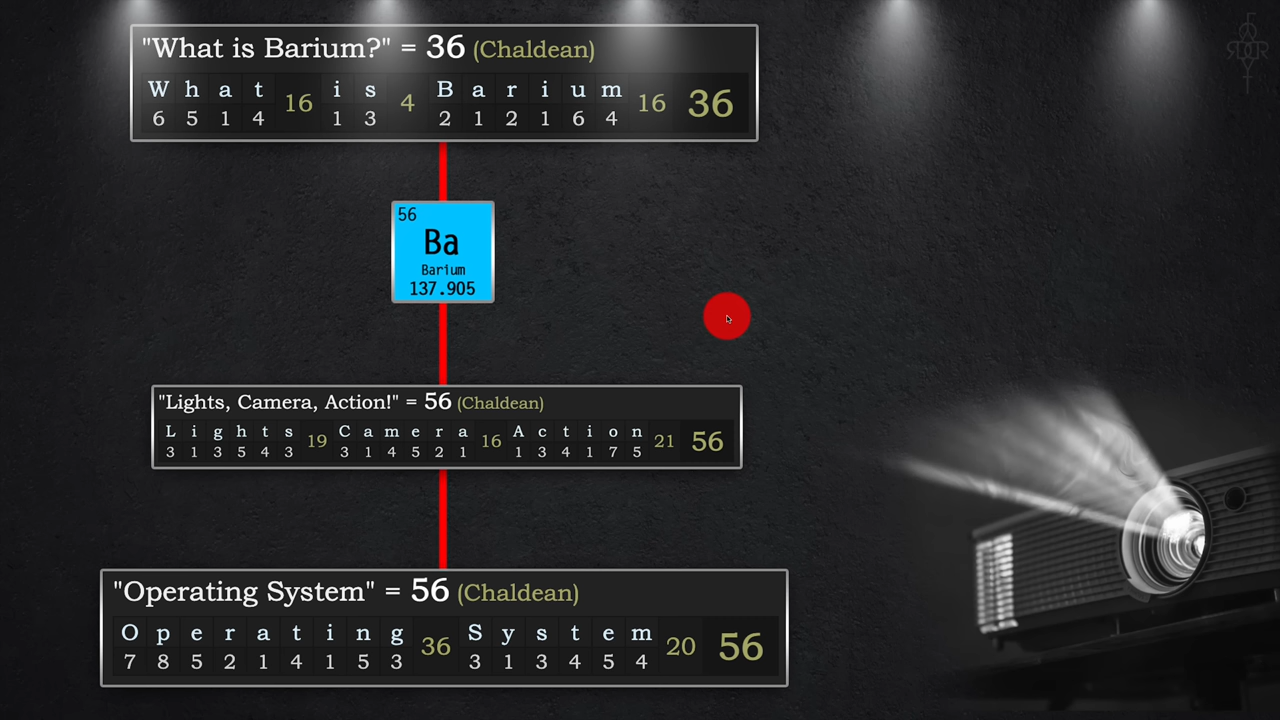 "What is Barium?" = 36 (Chaldean)
W h a t 16 i s 4 B a r i u m 16 36
6 5 1 4 1 3 2 1 2 1 6 4
56
Ba
Barium
137.905
"Lights, Camera, Action!" = 56 (Chaldean)
L i g h t s 19 C a m e r a 16 A c t i o n 21 56
3 1 3 5 4 3 3 1 4 5 2 1 1 3 4 1 7 5
"Operating System" = 56 (Chaldean)
O p e r a t i n g 36 S y s t e m 20 56
7 8 5 2 1 4 1 5 3 3 1 3 4 5 4